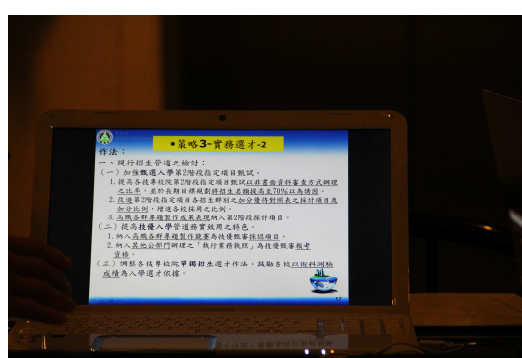 •策略3-實務選才-2
作法：
一、現行招生管道之檢討：
（一）加強甄選入學第2階段指定項目甄試。
1.提高各技專校院第2階段指定項目甄試以非書面資料審查方式辦理
之比率，並於長期目標規劃將招生名額提高至70%以為誘因。
2.改進第2階段指定項目各招生群別之加分優待對照表之採計項目及
加分比例，增進各校採用之比例。
3.高職各群專題製作成果表現納入第2階段採計項目。
（二）提高技優入學管道務實致用之特色。
1.納入高職各群專題製作競賽為技優甄審採認項目。
2.納入其他公部門辦理之「執行業務執照」為技優甄審報考
資格。
（三）調整各技專校院單獨招生選才作法，鼓勵各校以術科測驗
成績為入學選才依據。
17